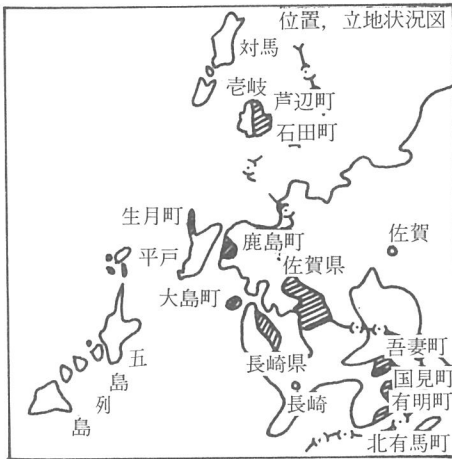 位置，立地状況図
対馬
壱岐
芦辺町
石田町
生月町
平戸
鹿島町
佐賀県
佐賀
大島町
五島列島
長崎県
長崎
吾妻町
国見町
有明町
北有馬町